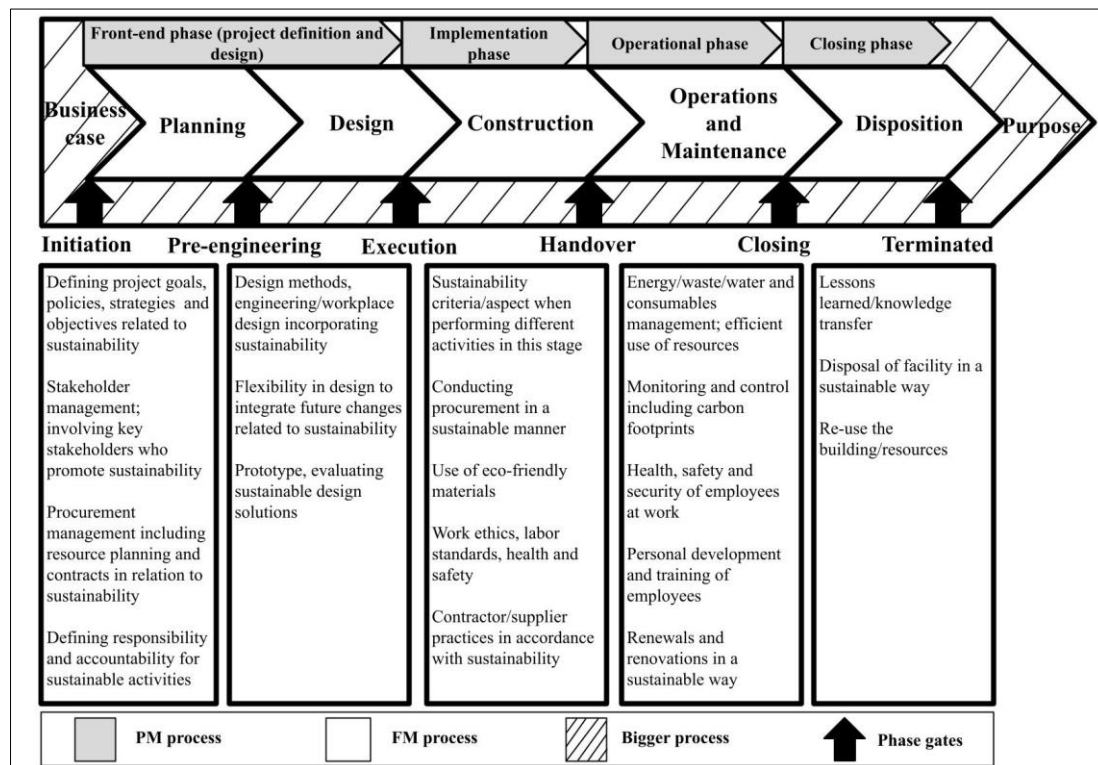 Front-end phase (project definition and
design)
Implementation
phase
Operational phase
Closing phase
Business
case
Planning
Design
Construction
Operations
and
Maintenance
Disposition
Purpose
Initiation
Pre-engineering
Execution
Handover
Closing
Terminated
Defining project goals,
policies, strategies and
objectives related to
sustainability
Stakeholder
management;
involving key
stakeholders who
promote sustainability
Procurement
management including
resource planning and
contracts in relation to
sustainability
Defining responsibility
and accountability for
sustainable activities
Design methods,
engineering/workplace
design incorporating
sustainability
Flexibility in design to
integrate future changes
related to sustainability
Prototype, evaluating
sustainable design
solutions
Sustainability
criteria/aspect when
performing different
activities in this stage
Conducting
procurement in a
sustainable manner
Use of eco-friendly
materials
Work ethics, labor
standards, health and
safety
Contractor/supplier
practices in accordance
with sustainability
Energy/waste/water and
consumables
management; efficient
use of resources
Monitoring and control
including carbon
footprints
Health, safety and
security of employees
at work
Personal development
and training of
employees
Renewals and
renovations in a
sustainable way
Lessons
learned/knowledge
transfer
Disposal of facility in a
sustainable way
Re-use the
building/resources
PM process
FM process
Bigger process
Phase gates